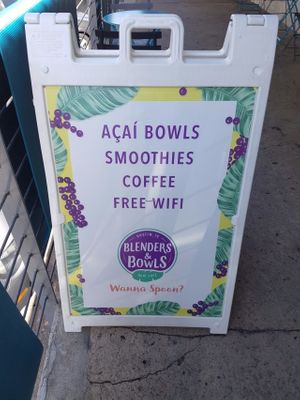 AÇAÍ BOWLS
SMOOTHIES
COFFEE
FREE WIFI
BLENDERS
& BOWLS
Wanna Spoon?